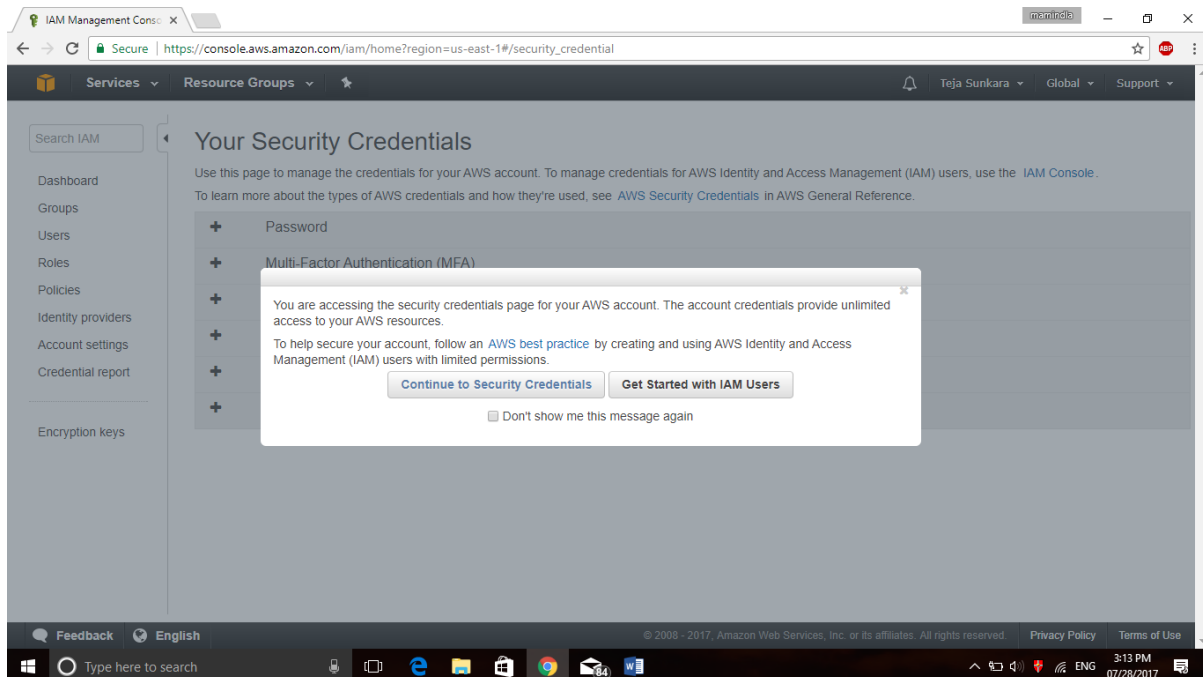 IAM Management Consc
mamindla
Secure
https://console.aws.amazon.com/iam/home?region=us-east-1#/security_credential
ABP
Services
Resource Groups
Teja Sunkara
Global
Support
Search IAM
Dashboard
Groups
Users
Roles
Policies
Identity providers
Account settings
Credential report
Encryption keys
Your Security Credentials
Use this page to manage the credentials for your AWS account. To manage credentials for AWS Identity and Access Management (IAM) users, use the IAM Console.
To learn more about the types of AWS credentials and how they're used, see AWS Security Credentials in AWS General Reference.
Password
Multi-Factor Authentication (MFA)
You are accessing the security credentials page for your AWS account. The account credentials provide unlimited
access to your AWS resources.
To help secure your account, follow an AWS best practice by creating and using AWS Identity and Access
Management (IAM) users with limited permissions.
Continue to Security Credentials
Get Started with IAM Users
Don't show me this message again
Feedback
English
© 2008 - 2017, Amazon Web Services, Inc. or its affiliates. All rights reserved.
Privacy Policy
Terms of Use
Type here to search
84
ENG
3:13 PM
07/28/2017